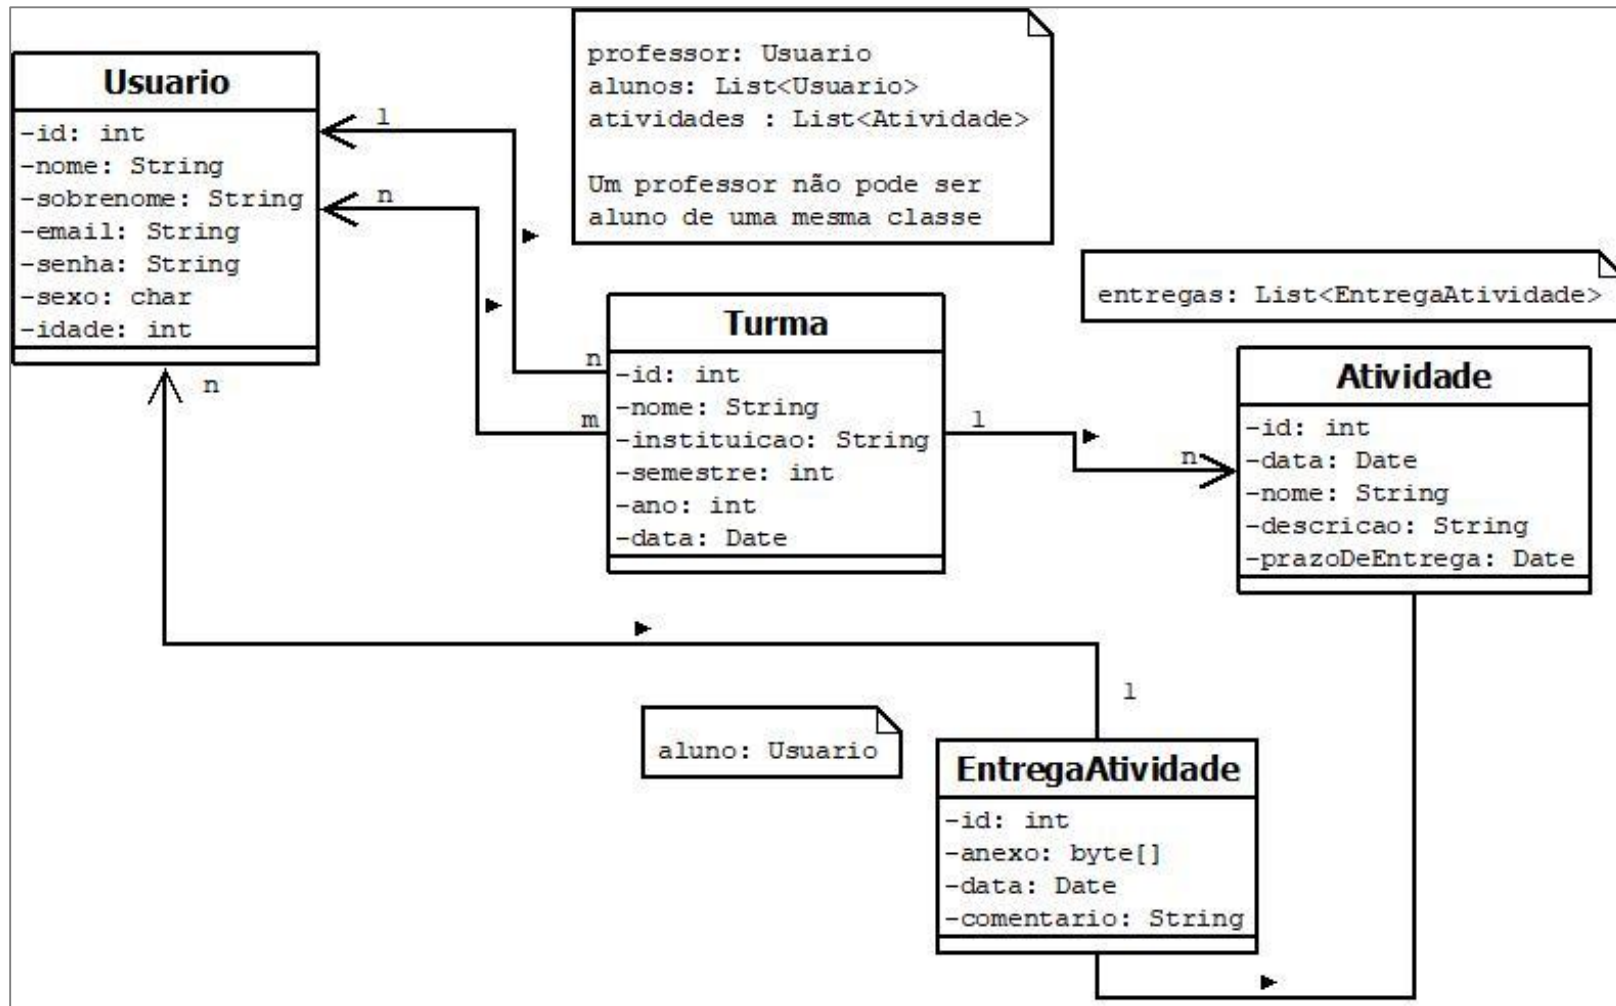 Usuario
-id: int
-nome: String
-sobrenome: String
-email: String
-senha: String
-sexo: char
-idade: int
1
n
n
professor: Usuario
alunos: List<Usuario>
atividades : List<Atividade>
Um professor não pode ser
aluno de uma mesma classe
entregas: List<EntregaAtividade>
Turma
-id: int
-nome: String
-instituicao: String
-semestre: int
-ano: int
-data: Date
n
m
1
n
Atividade
-id: int
-data: Date
-nome: String
-descricao: String
-prazoDeEntrega: Date
1
aluno: Usuario
EntregaAtividade
-id: int
-anexo: byte[]
-data: Date
-comentario: String